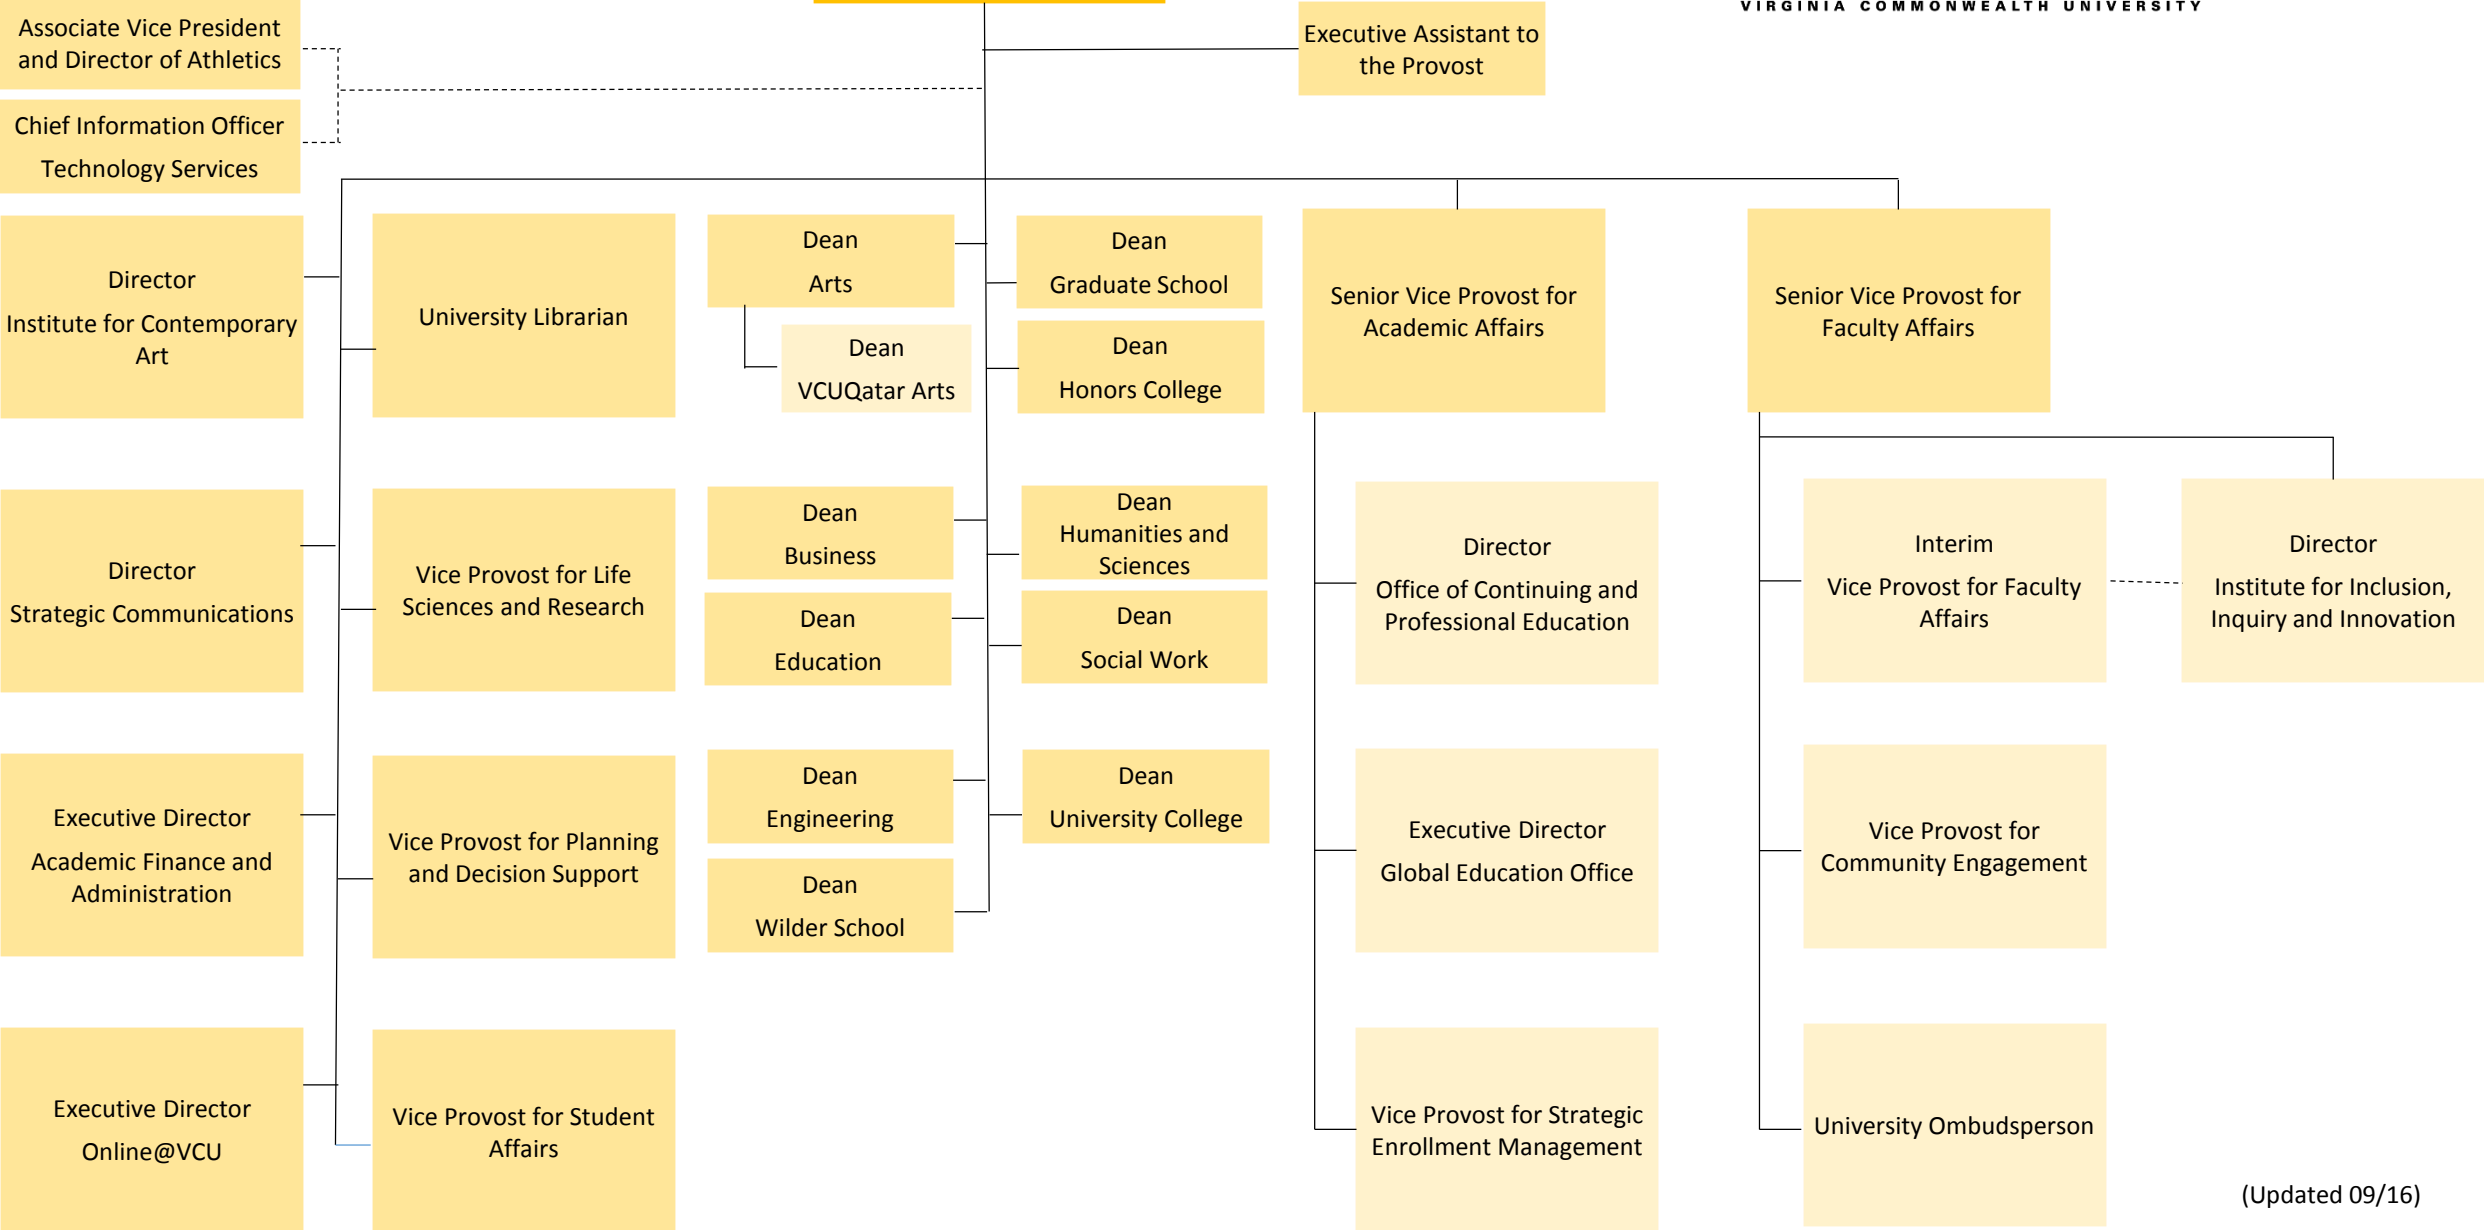 VIRGINIA COMMONWEALTH UNIVERSITY
Associate Vice President
and Director of Athletics
Executive Assistant to
the Provost
Chief Information Officer
Technology Services
Director
Institute for Contemporary
Art
University Librarian
Dean
Arts
Dean
VCUQatar Arts
Dean
Graduate School
Dean
Honors College
Senior Vice Provost for
Academic Affairs
Senior Vice Provost for
Faculty Affairs
Director
Strategic Communications
Vice Provost for Life
Sciences and Research
Dean
Business
Dean
Education
Dean
Humanities and
Sciences
Dean
Social Work
Director
Office of Continuing and
Professional Education
Interim
Vice Provost for Faculty
Affairs
Director
Institute for Inclusion,
Inquiry and Innovation
Executive Director
Academic Finance and
Administration
Vice Provost for Planning
and Decision Support
Dean
Engineering
Dean
Wilder School
Dean
University College
Executive Director
Global Education Office
Vice Provost for
Community Engagement
Executive Director
Online@VCU
Vice Provost for Student
Affairs
Vice Provost for Strategic
Enrollment Management
University Ombudsperson
(Updated 09/16)